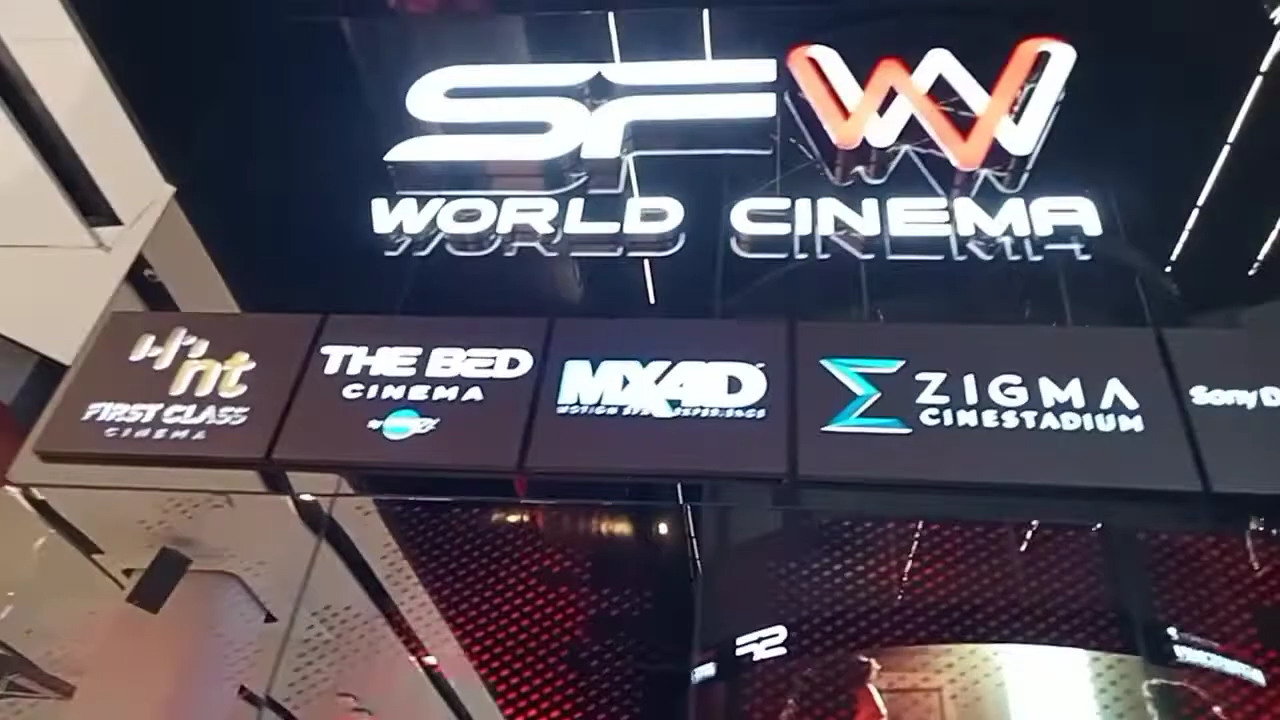 SF W
WORLD CINEMA
nt
FIRST CLASS
CINEMA
THE BED
CINEMA
MX4D
ZIGMA
CINESTADIUM
Sony D